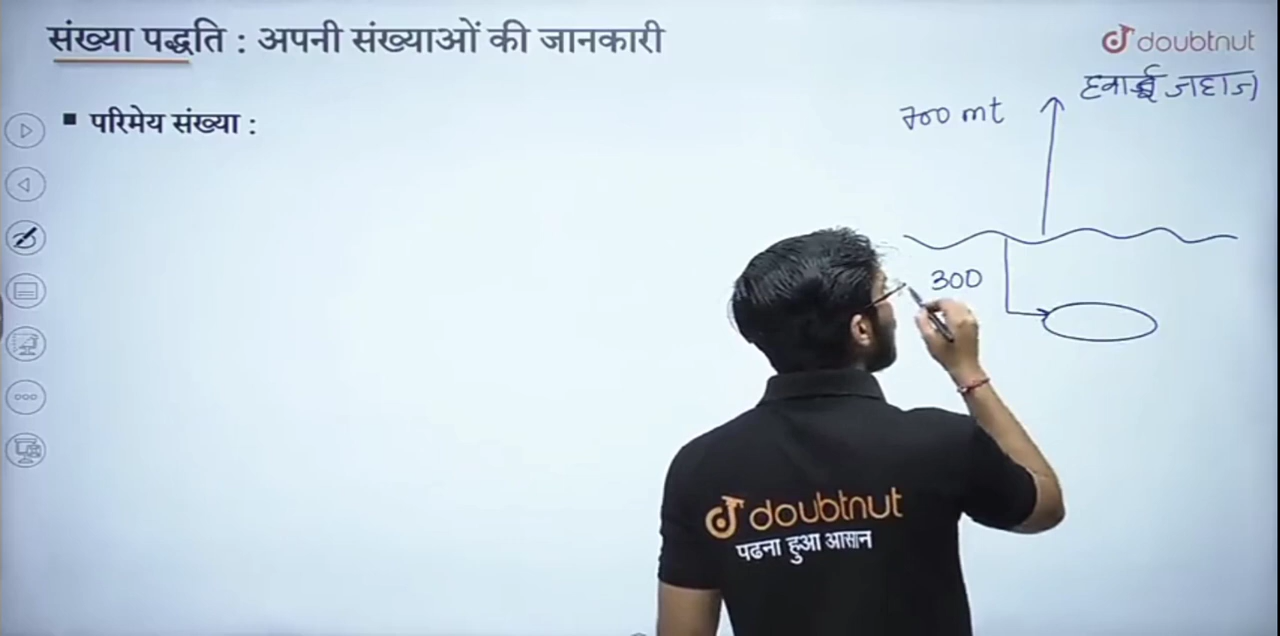 संख्या पद्धति : अपनी संख्याओं की जानकारी
doubtnut
हवाई जहाज
700 mt
▪ परिमेय संख्या :
300
doubtnut
पढना हुआ आसान